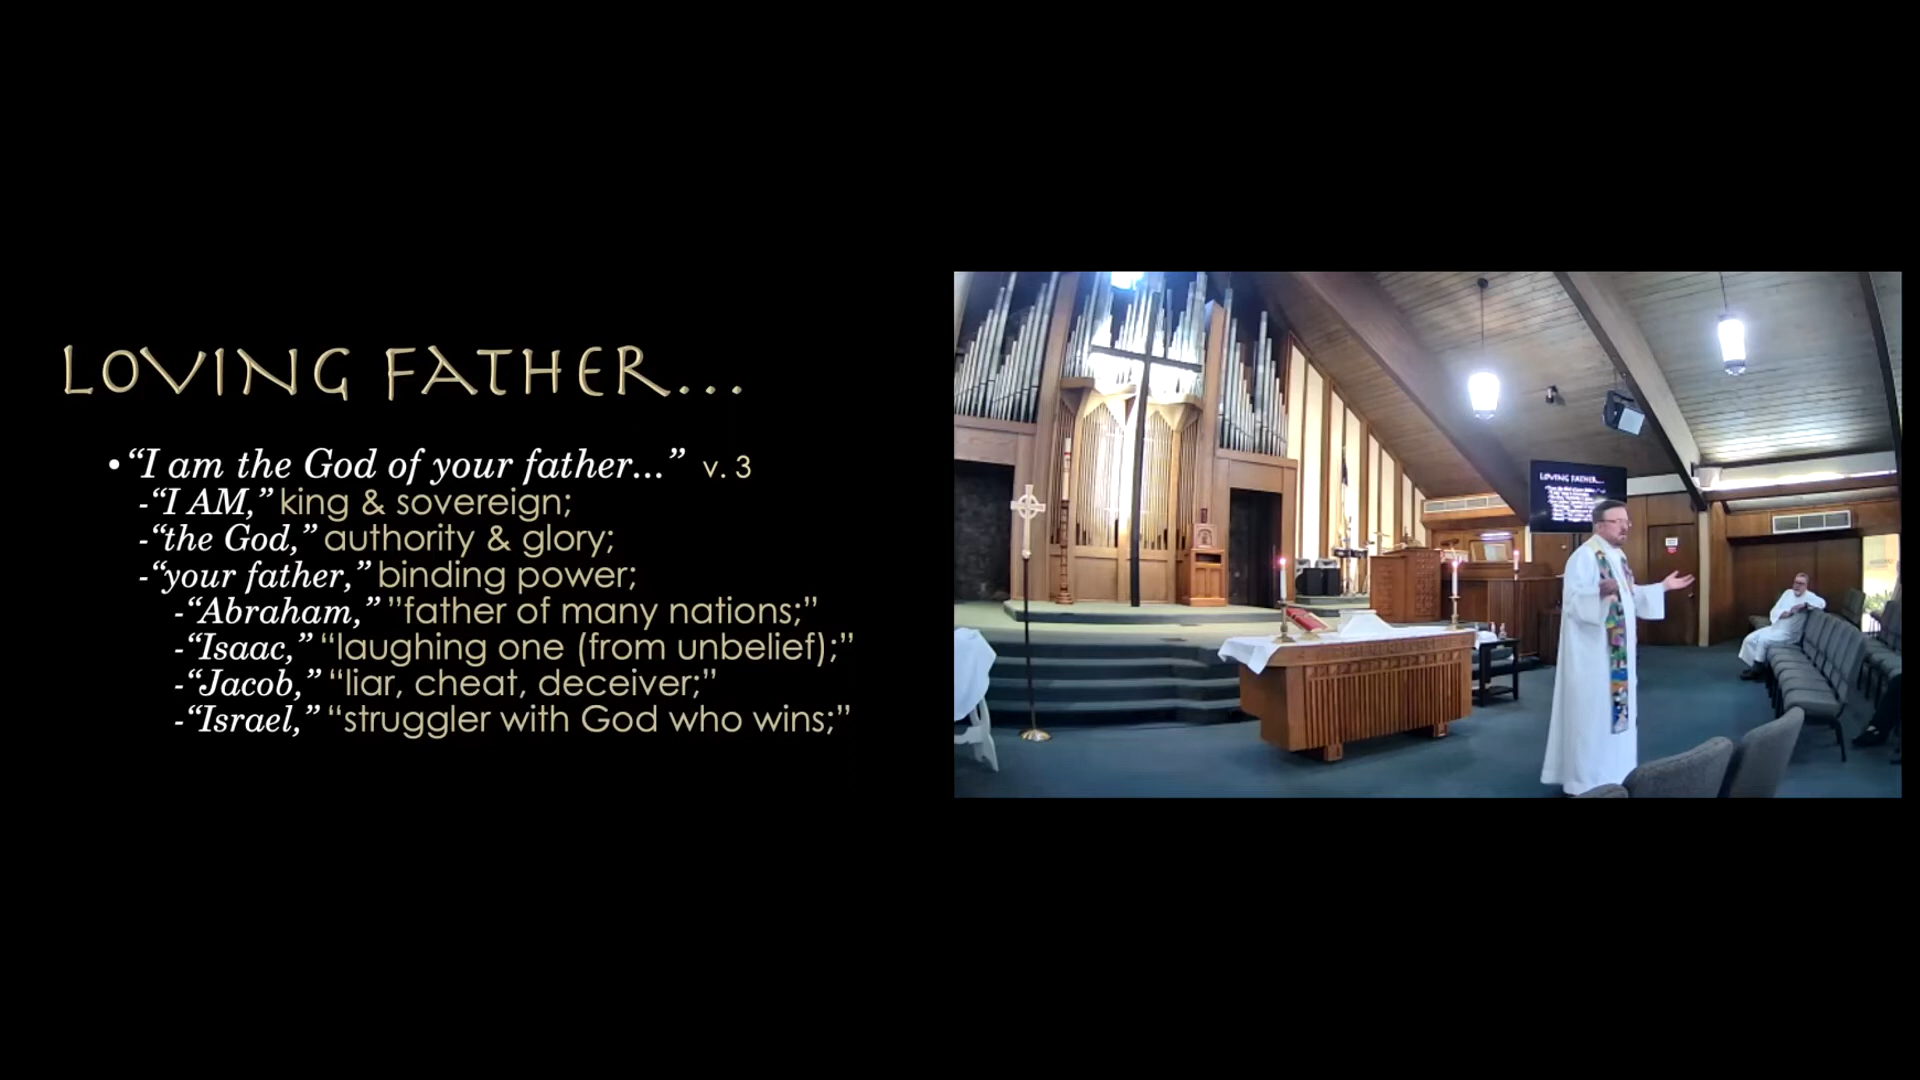 LOVING FATHER...
•“I am the God of your father...” v. 3
-“I AM,” king & sovereign;
-“the God,” authority & glory;
-“your father,” binding power;
-“Abraham,” ”father of many nations;”
-“Isaac,” “laughing one (from unbelief);”
-“Jacob,” “liar, cheat, deceiver;”
-“Israel,” “struggler with God who wins;”
LOVING FATHER...